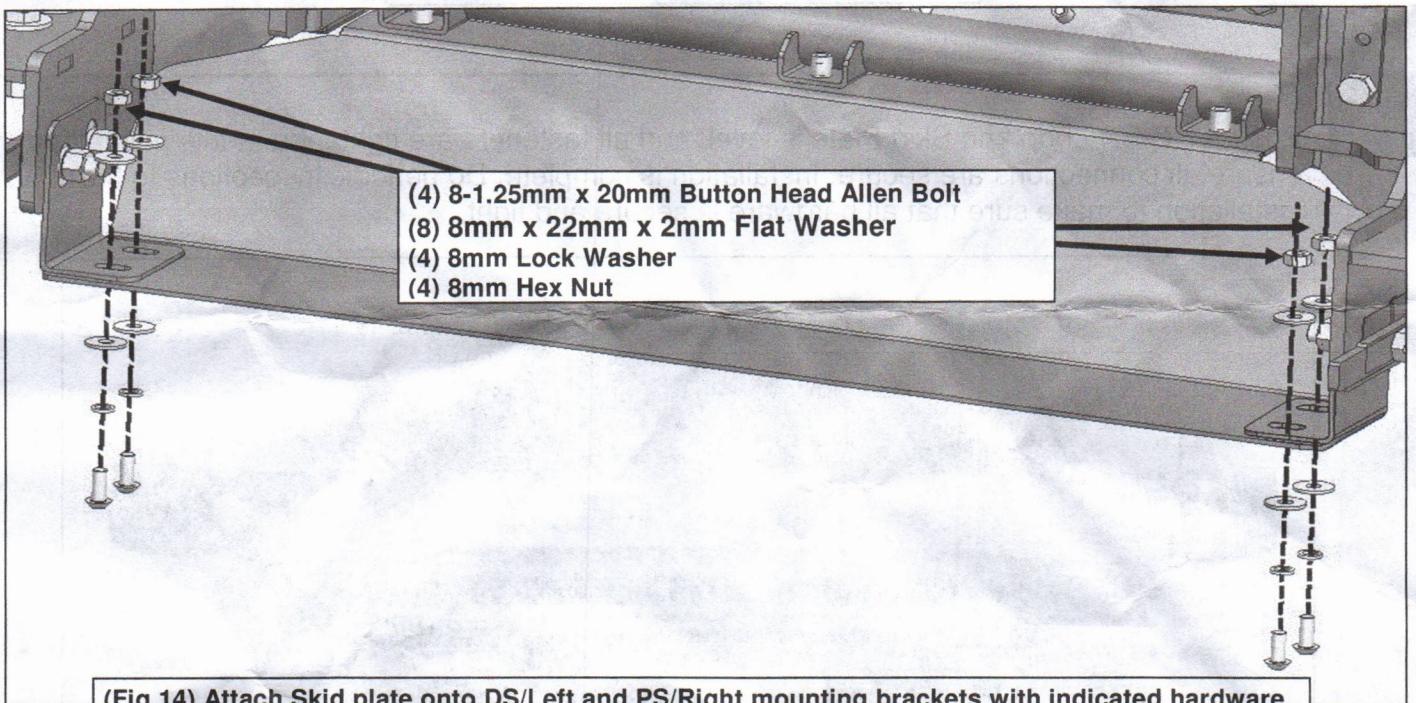 (4) 8-1.25mm x 20mm Button Head Allen Bolt
(8) 8mm x 22mm x 2mm Flat Washer
(4) 8mm Lock Washer
(4) 8mm Hex Nut
(Fig 14) Attach Skid plate onto DS/Left and PS/Right mounting brackets with indicated hardware